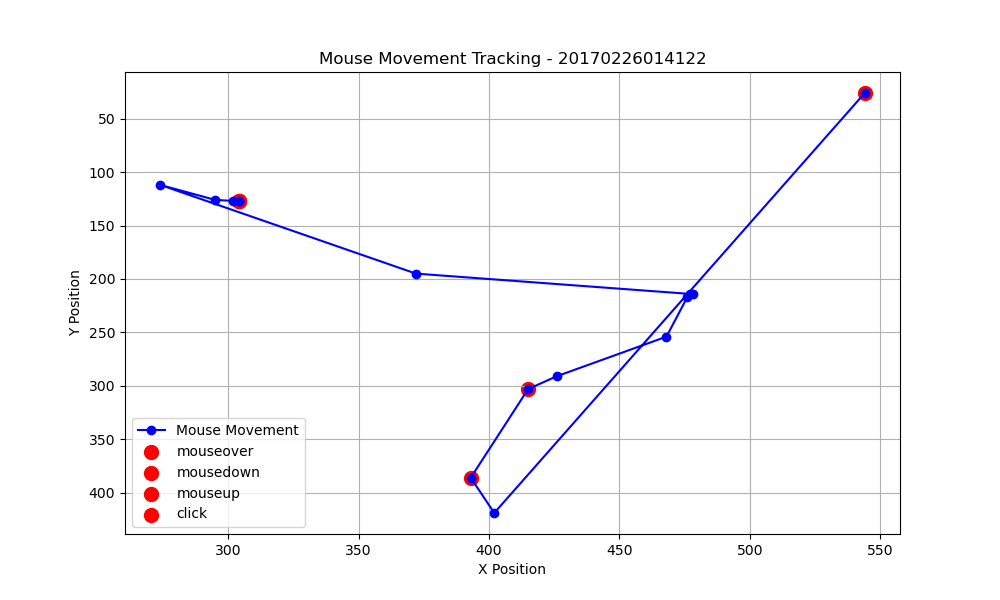 Mouse Movement Tracking - 20170226014122
Y Position
50
100
150
200
250
300
350
400
Mouse Movement
mouseover
mousedown
mouseup
click
300 350 400 450 500 550
X Position